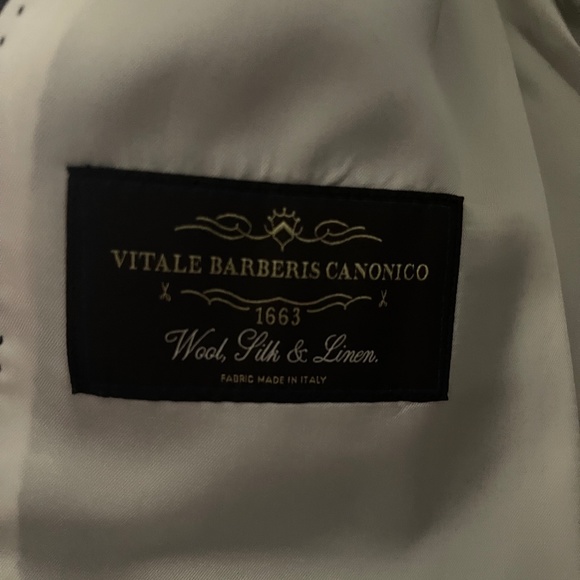 VITALE BARBERIS CANONICO
1663
Wool, Silk & Linen.
FABRIC MADE IN ITALY